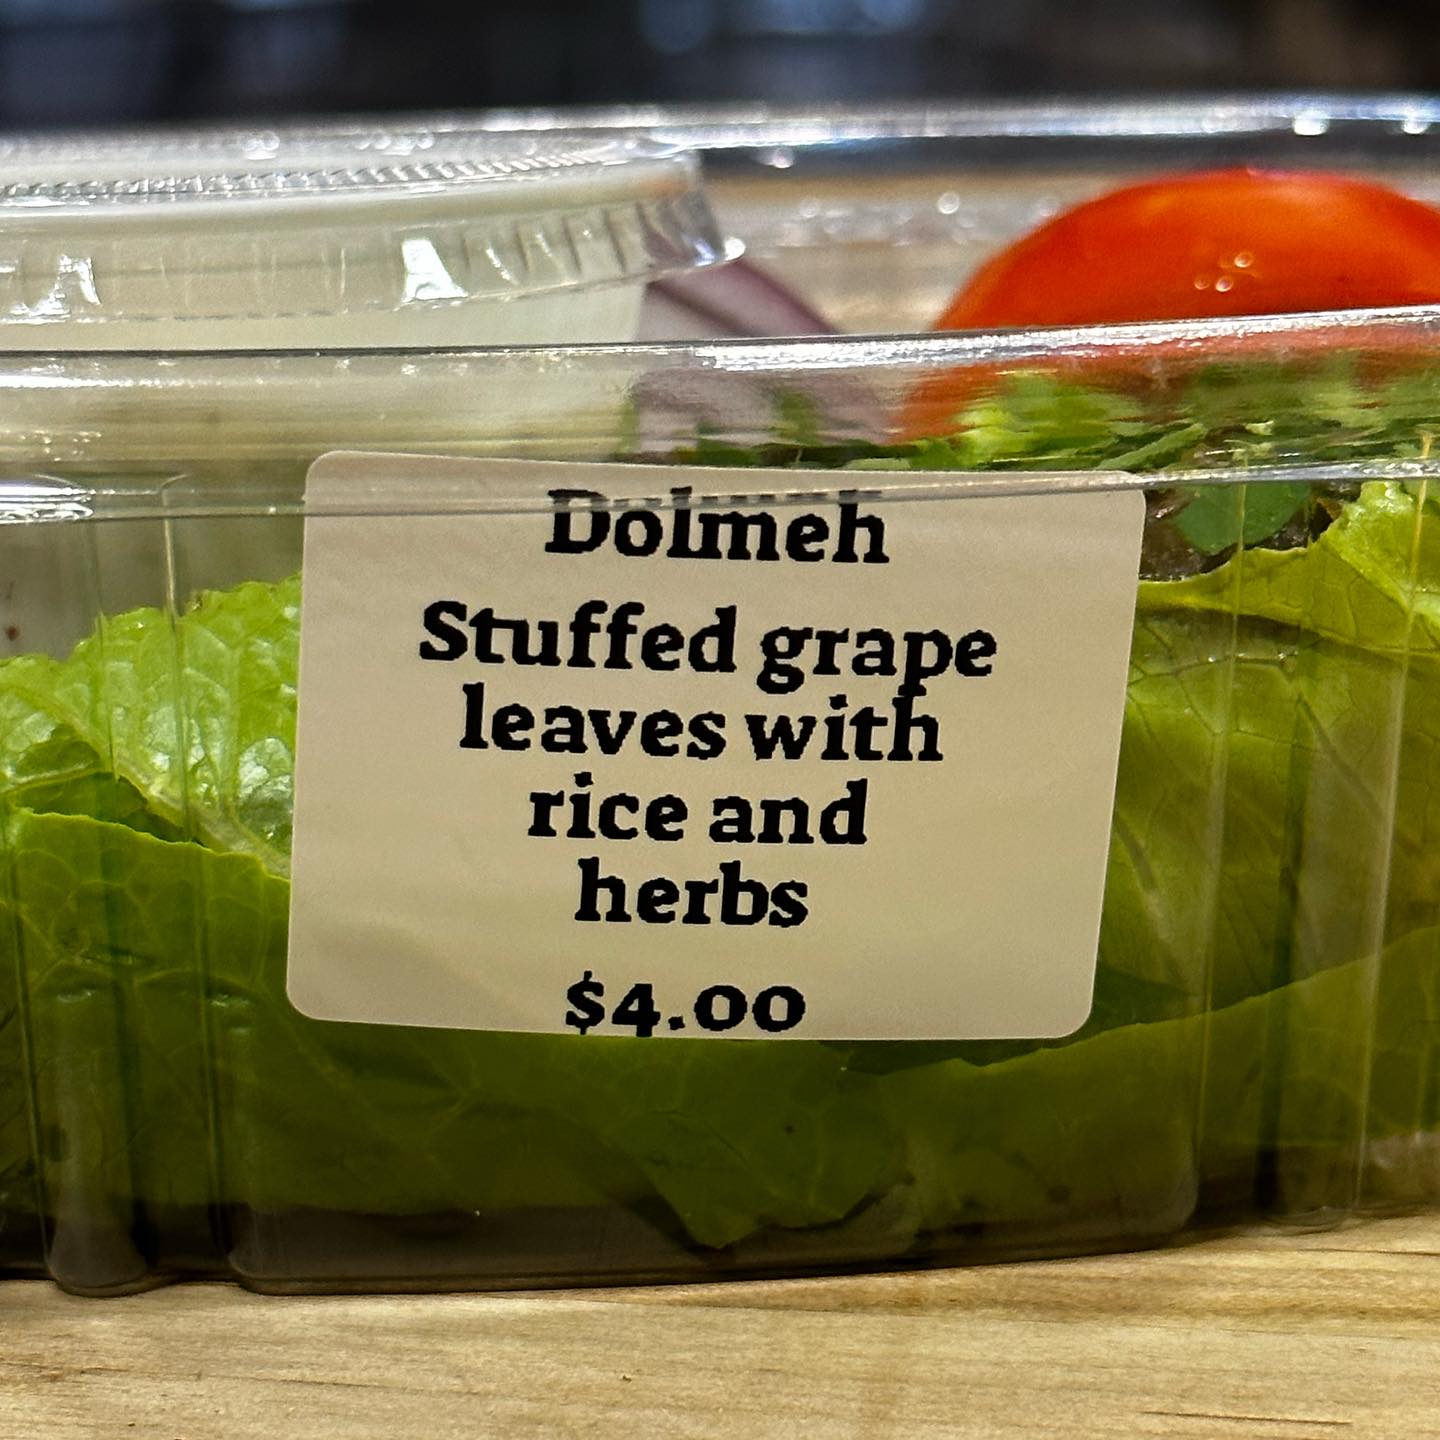 Dolmeh
Stuffed grape
leaves with
rice and
herbs
$4.00